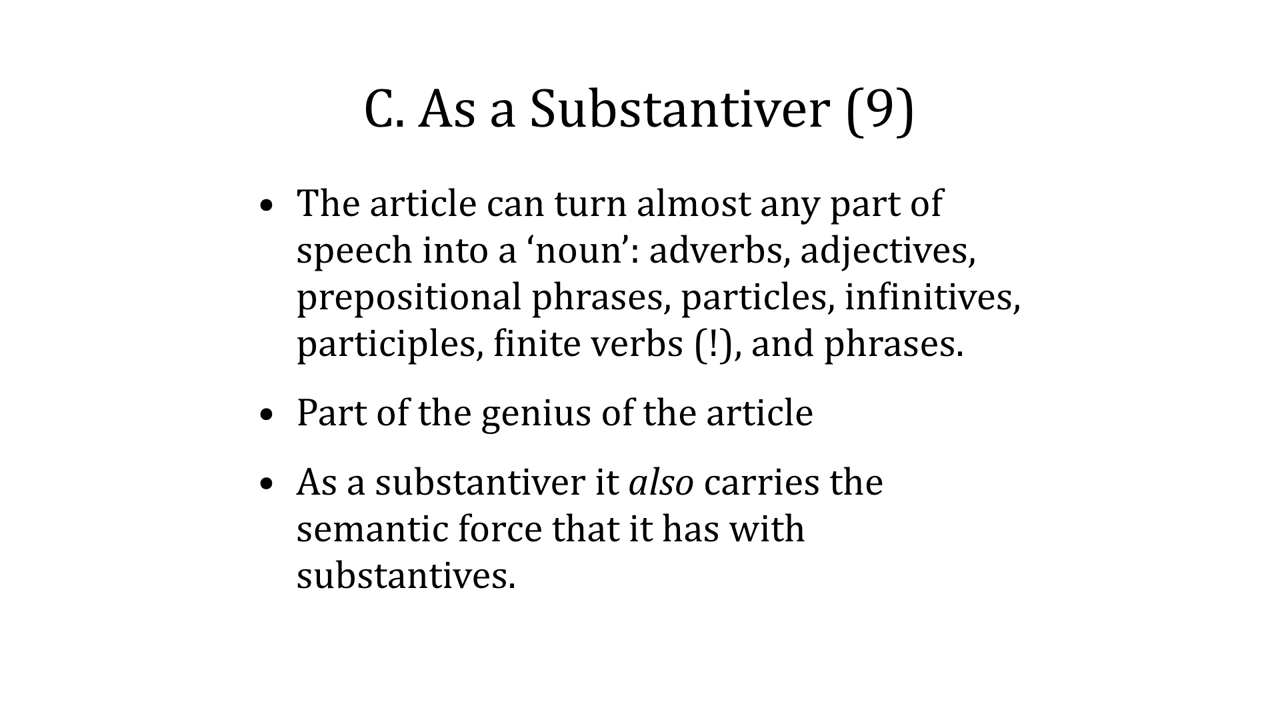 C. As a Substantiver (9)
• The article can turn almost any part of
speech into a ‘noun’: adverbs, adjectives,
prepositional phrases, particles, infinitives,
participles, finite verbs (!), and phrases.
• Part of the genius of the article
• As a substantiver it also carries the
semantic force that it has with
substantives.